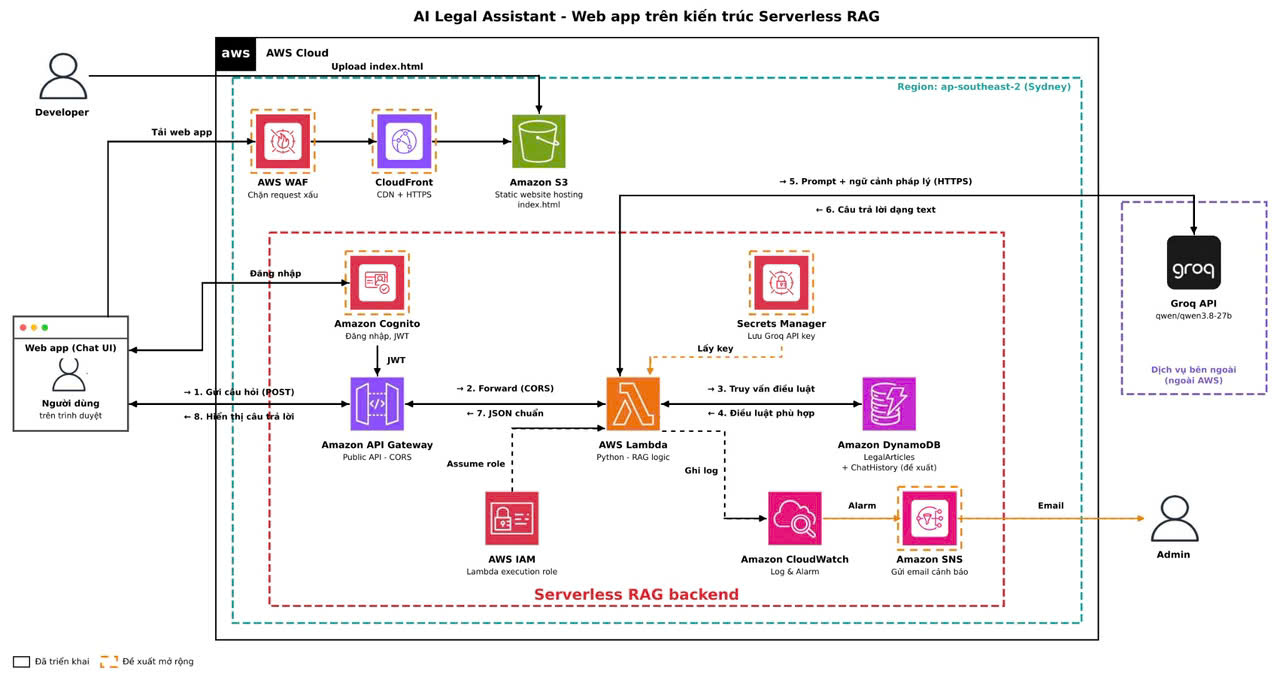 AI Legal Assistant - Web app trên kiến trúc Serverless RAG
aws
AWS Cloud
Upload index.html
Region: ap-southeast-2 (Sydney)
Developer
Tải web app
AWS WAF
Chặn request xấu
CloudFront
CDN + HTTPS
Amazon S3
Static website hosting
index.html
→ 5. Prompt + ngữ cảnh pháp lý (HTTPS)
← 6. Câu trả lời dạng text
groq
Groq API
qwen/qwen3.8-27b
Dịch vụ bên ngoài
(ngoài AWS)
Đăng nhập
Amazon Cognito
Đăng nhập, JWT
JWT
Secrets Manager
Lưu Groq API key
Lấy key
Web app (Chat UI)
Người dùng
trên trình duyệt
→ 1. Gửi câu hỏi (POST)
← 8. Hiển thị câu trả lời
Amazon API Gateway
Public API - CORS
→ 2. Forward (CORS)
← 7. JSON chuẩn
AWS Lambda
Python - RAG logic
→ 3. Truy vấn điều luật
← 4. Điều luật phù hợp
Amazon DynamoDB
LegalArticles
+ ChatHistory (đề xuất)
Assume role
AWS IAM
Lambda execution role
Ghi log
Amazon CloudWatch
Log & Alarm
Alarm
Amazon SNS
Gửi email cảnh báo
Email
Admin
Serverless RAG backend
Đã triển khai
Đề xuất mở rộng